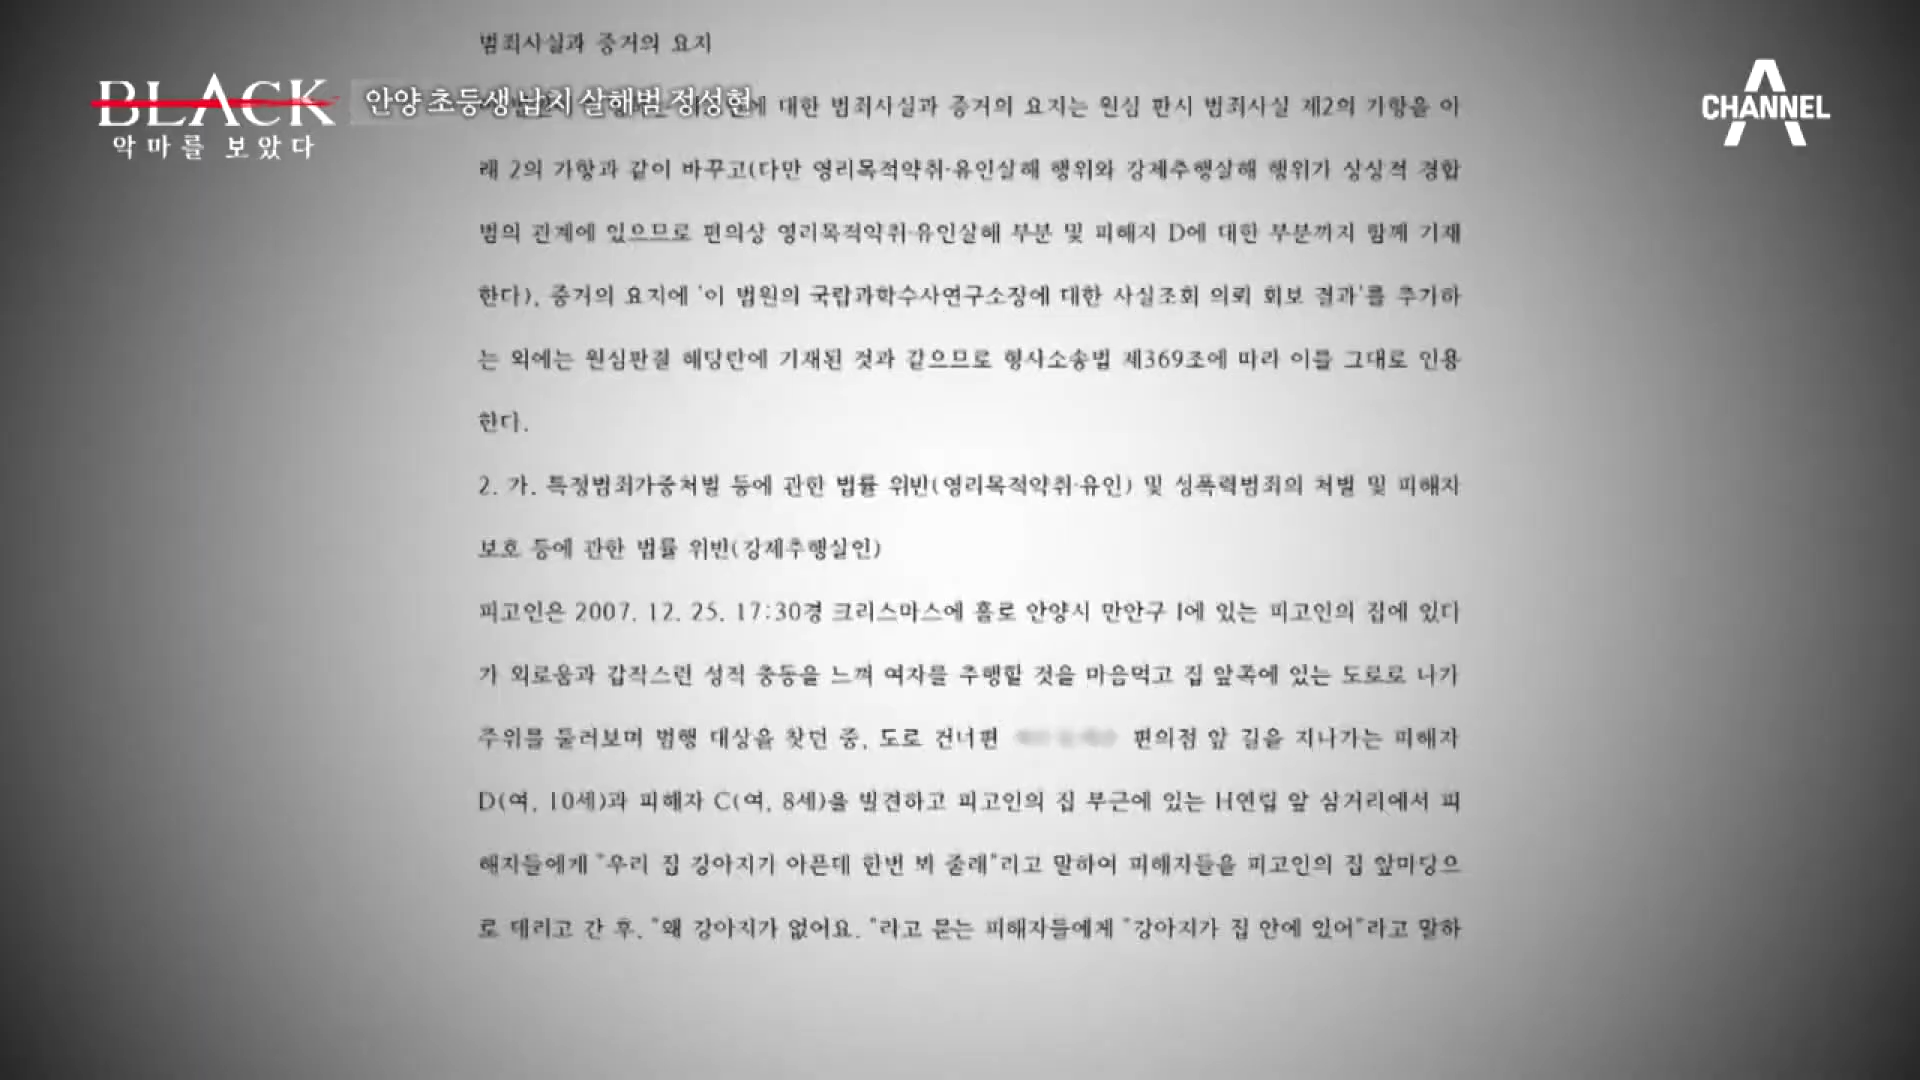 범죄사실과 증거의 요지
BLACK
악마를 보았다
안양 초등생 납치 살해범 정성현
CHANNEL A
에 대한 범죄사실과 증거의 요지는 원심 판시 범죄사실 제2의 가항을 아
래 2의 가항과 같이 바꾸고(다만 영리목적약취·유인살해 행위와 강제추행살해 행위가 상상적 경합
범의 관계에 있으므로 편의상 영리목적약취·유인살해 부분 및 피해자 D에 대한 부분까지 함께 기재
한다), 증거의 요지에 '이 법원의 국립과학수사연구소장에 대한 사실조회 의뢰 회보 결과'를 추가하
는 외에는 원심판결 해당란에 기재된 것과 같으므로 형사소송법 제369조에 따라 이를 그대로 인용
한다.
2. 가. 특정범죄가중처벌 등에 관한 법률 위반(영리목적약취·유인) 및 성폭력범죄의 처벌 및 피해자
보호 등에 관한 법률 위반(강제추행살인)
피고인은 2007. 12. 25. 17:30경 크리스마스에 홀로 안양시 만안구 I에 있는 피고인의 집에 있다
가 외로움과 갑작스런 성적 충동을 느껴 여자를 추행할 것을 마음먹고 집 앞쪽에 있는 도로로 나가
주위를 둘러보며 범행 대상을 찾던 중, 도로 건너편 편의점 앞 길을 지나가는 피해자
D(여, 10세)과 피해자 C(여, 8세)을 발견하고 피고인의 집 부근에 있는 H연립 앞 삼거리에서 피
해자들에게 "우리 집 강아지가 아픈데 한번 봐 줄래"라고 말하여 피해자들을 피고인의 집 앞마당으
로 데리고 간 후, "왜 강아지가 없어요."라고 묻는 피해자들에게 "강아지가 집 안에 있어"라고 말하